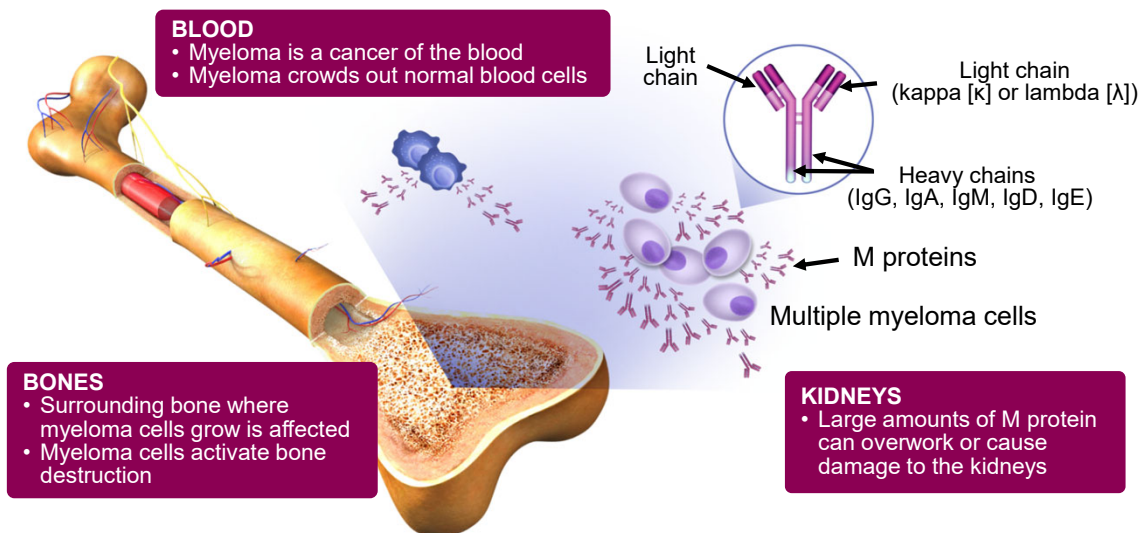 BLOOD
• Myeloma is a cancer of the blood
• Myeloma crowds out normal blood cells
Light
chain
Light chain
(kappa [κ] or lambda [λ])
Heavy chains
(IgG, IgA, IgM, IgD, IgE)
M proteins
Multiple myeloma cells
BONES
• Surrounding bone where
myeloma cells grow is affected
• Myeloma cells activate bone
destruction
KIDNEYS
• Large amounts of M protein
can overwork or cause
damage to the kidneys